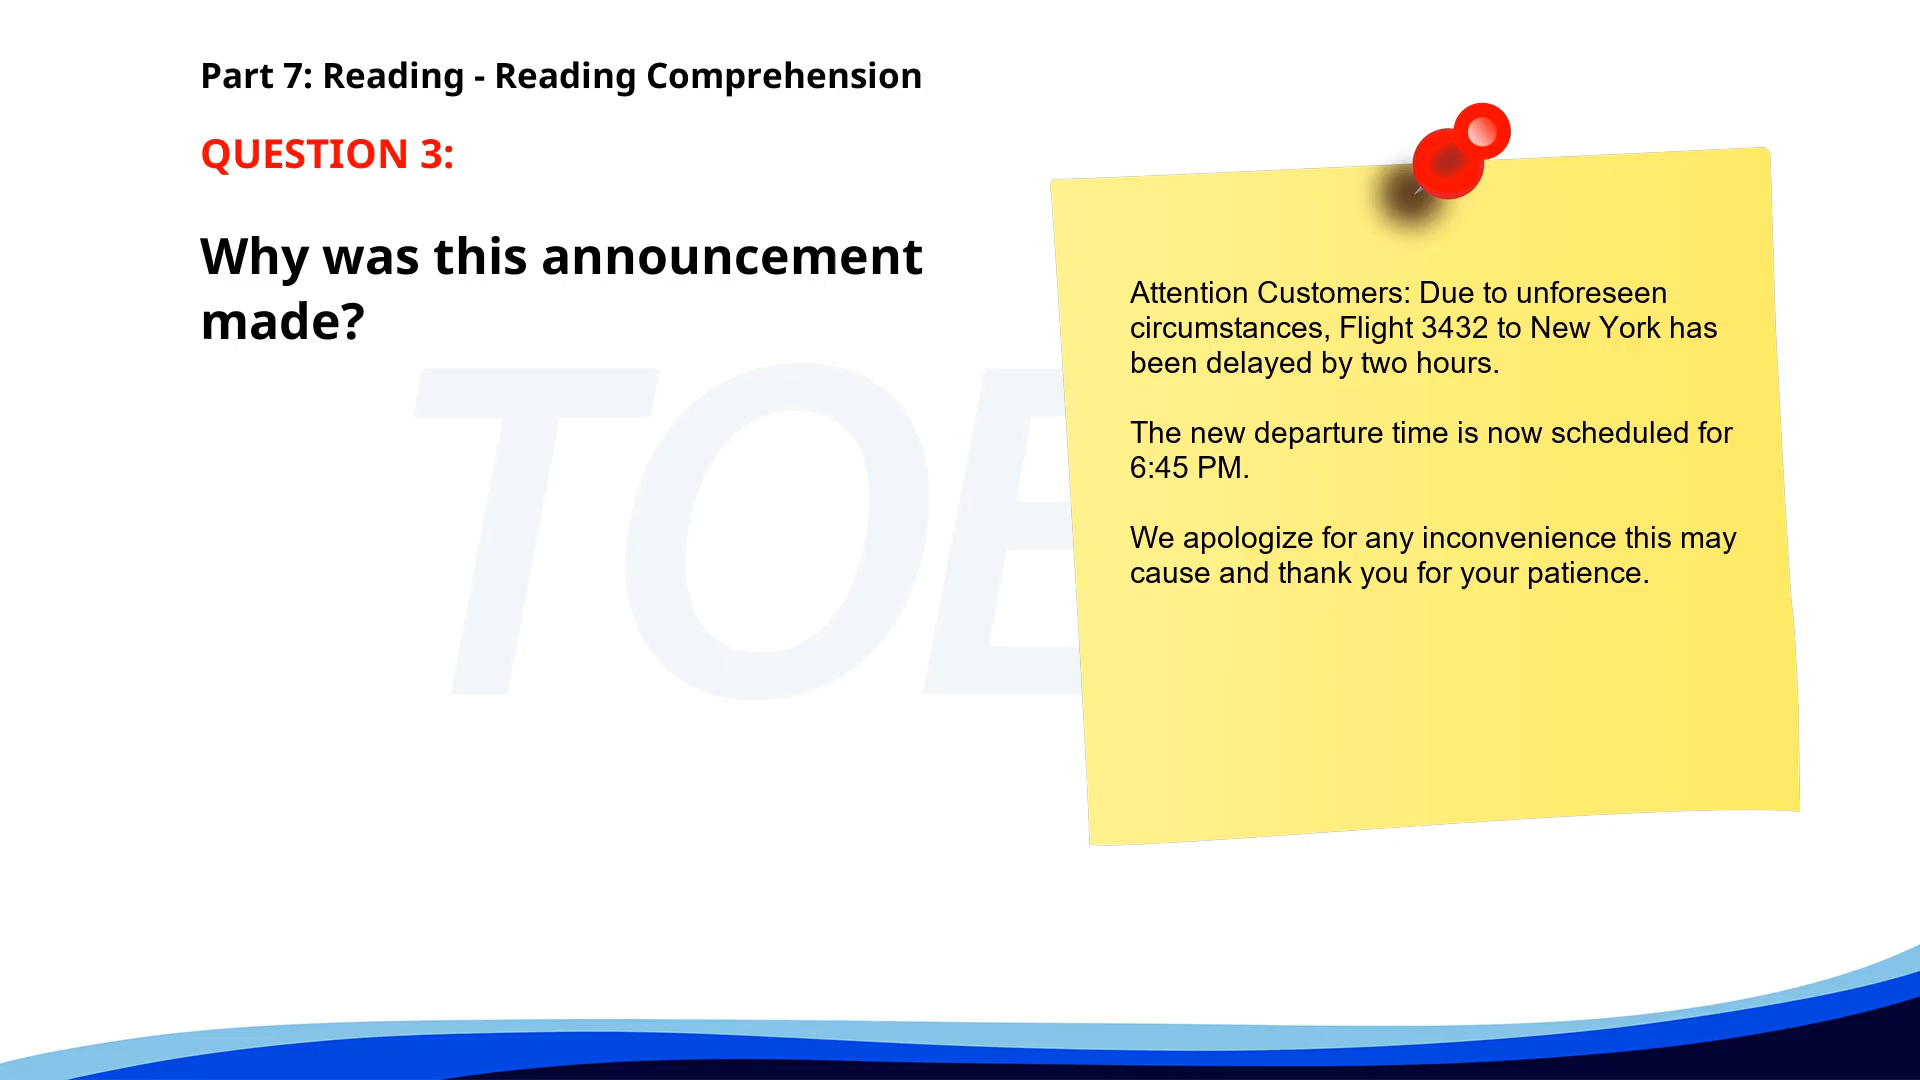 Part 7: Reading - Reading Comprehension
QUESTION 3:
Why was this announcement
made?
Attention Customers: Due to unforeseen
circumstances, Flight 3432 to New York has
been delayed by two hours.
The new departure time is now scheduled for
6:45 PM.
We apologize for any inconvenience this may
cause and thank you for your patience.
TOE